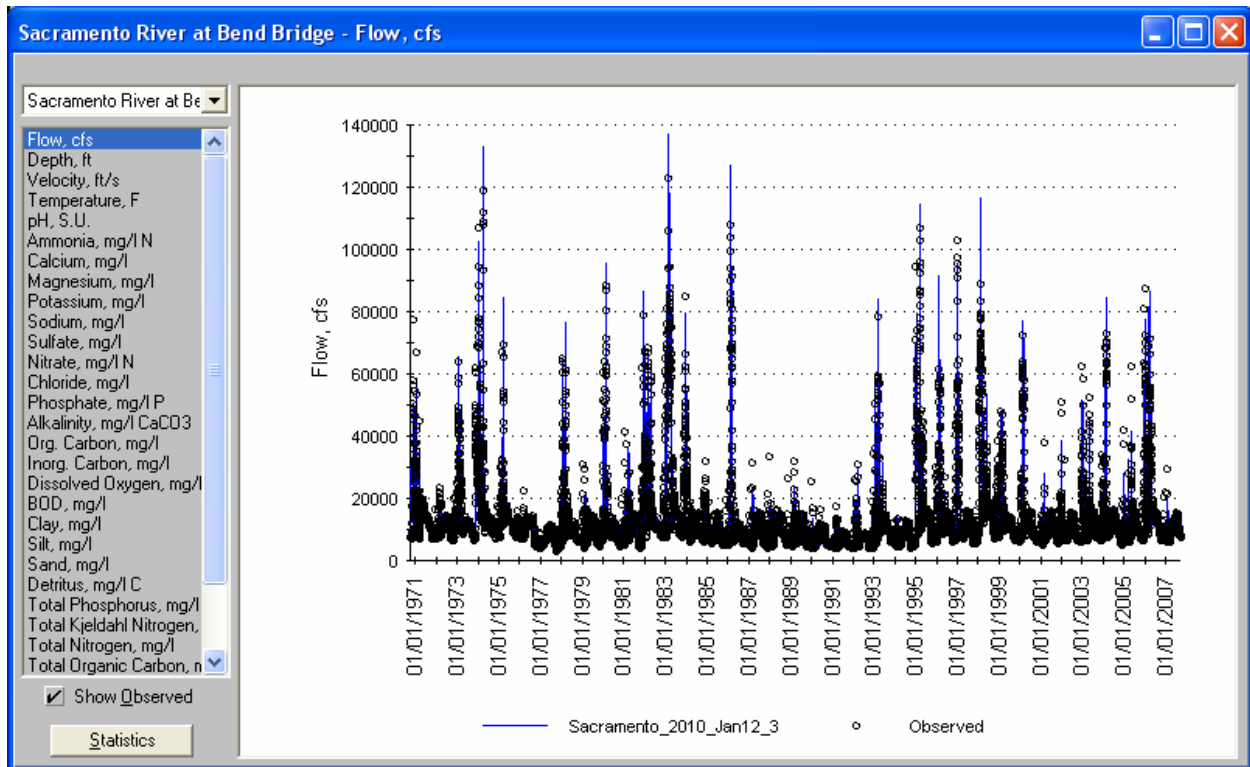 Sacramento River at Bend Bridge - Flow, cfs
Sacramento River at Be
Flow, cfs
Depth, ft
Velocity, ft/s
Temperature, F
pH, S.U.
Ammonia, mg/l N
Calcium, mg/l
Magnesium, mg/l
Potassium, mg/l
Sodium, mg/l
Sulfate, mg/l
Nitrate, mg/l N
Chloride, mg/l
Phosphate, mg/l P
Alkalinity, mg/l CaCO3
Org. Carbon, mg/l
Inorg. Carbon, mg/l
Dissolved Oxygen, mg/l
BOD, mg/l
Clay, mg/l
Silt, mg/l
Sand, mg/l
Detritus, mg/l C
Total Phosphorus, mg/l
Total Kjeldahl Nitrogen,
Total Nitrogen, mg/l
Total Organic Carbon, m
Show Observed
Statistics
Flow, cfs
140000
120000
100000
80000
60000
40000
20000
0
01/01/1971
01/01/1973
01/01/1975
01/01/1977
01/01/1979
01/01/1981
01/01/1983
01/01/1985
01/01/1987
01/01/1989
01/01/1991
01/01/1993
01/01/1995
01/01/1997
01/01/1999
01/01/2001
01/01/2003
01/01/2005
01/01/2007
Sacramento_2010_Jan12_3
Observed